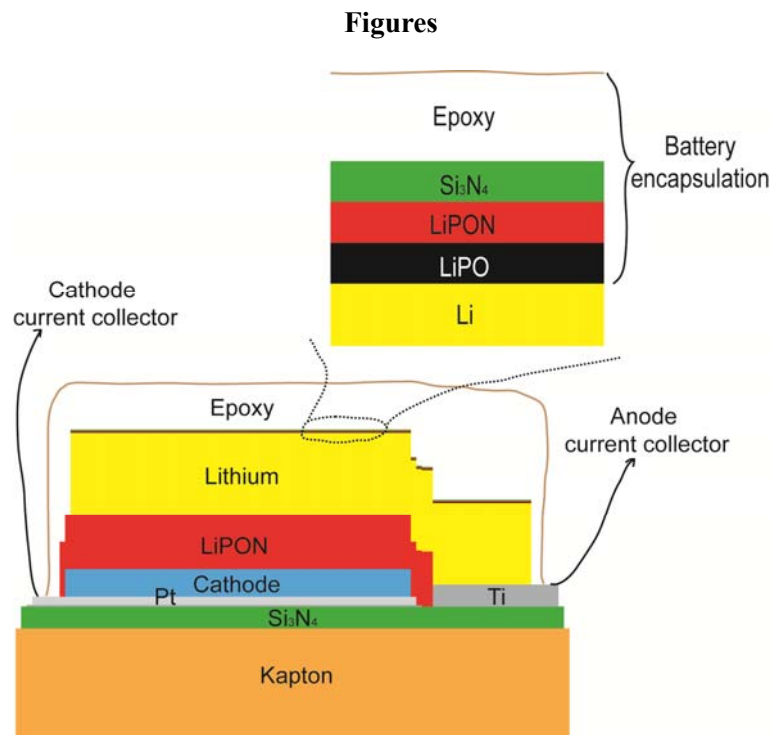 Figures
Epoxy
Battery
encapsulation
Si₃N₄
LiPON
LiPO
Li
Cathode
current collector
Epoxy
Anode
current collector
Lithium
LiPON
Cathode
Pt
Ti
Si₃N₄
Kapton